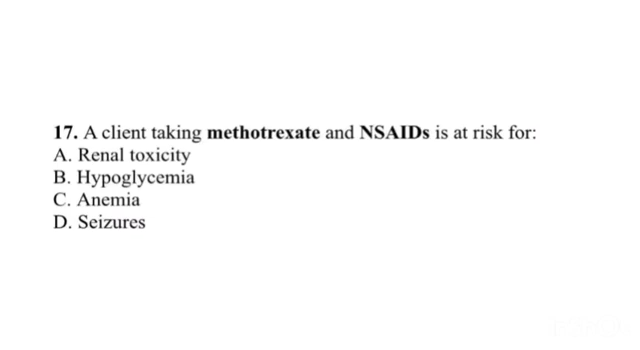 17. A client taking methotrexate and NSAIDs is at risk for:
A. Renal toxicity
B. Hypoglycemia
C. Anemia
D. Seizures